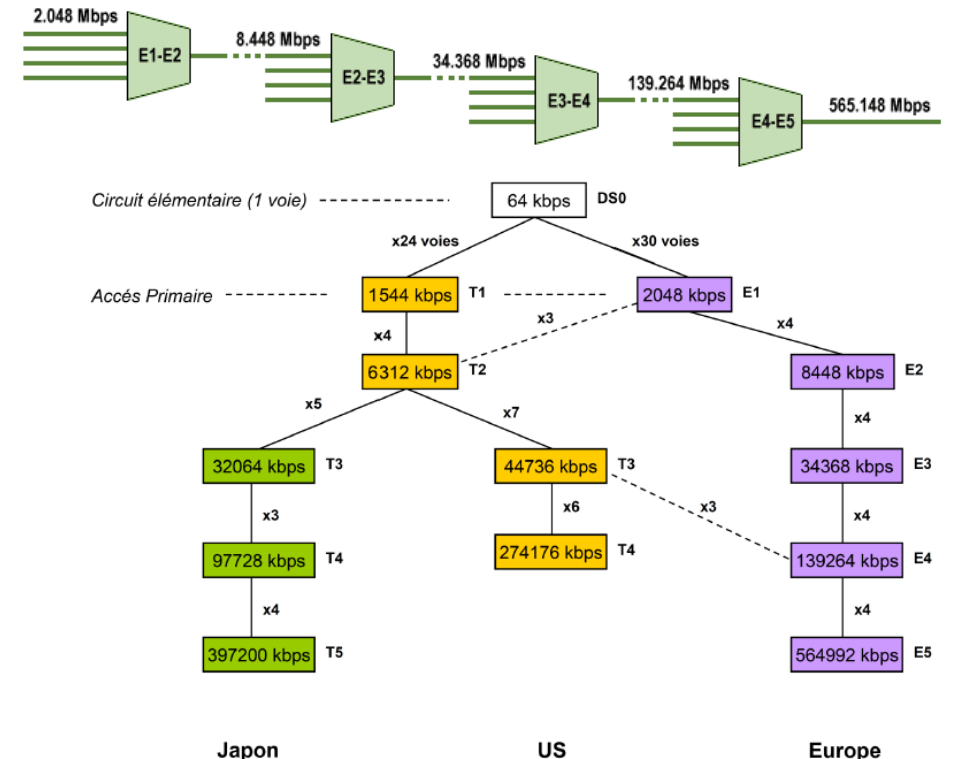 2.048 Mbps
E1-E2
8.448 Mbps
E2-E3
34.368 Mbps
E3-E4
139.264 Mbps
E4-E5
565.148 Mbps
Circuit élémentaire (1 voie)
64 kbps
DS0
x24 voies
x30 voies
Accés Primaire
1544 kbps
T1
2048 kbps
E1
x4
x3
x4
6312 kbps
T2
8448 kbps
E2
x5
x7
x4
32064 kbps
T3
44736 kbps
T3
34368 kbps
E3
x3
x6
x3
x4
97728 kbps
T4
274176 kbps
T4
139264 kbps
E4
x4
x4
397200 kbps
T5
564992 kbps
E5
Japon
US
Europe